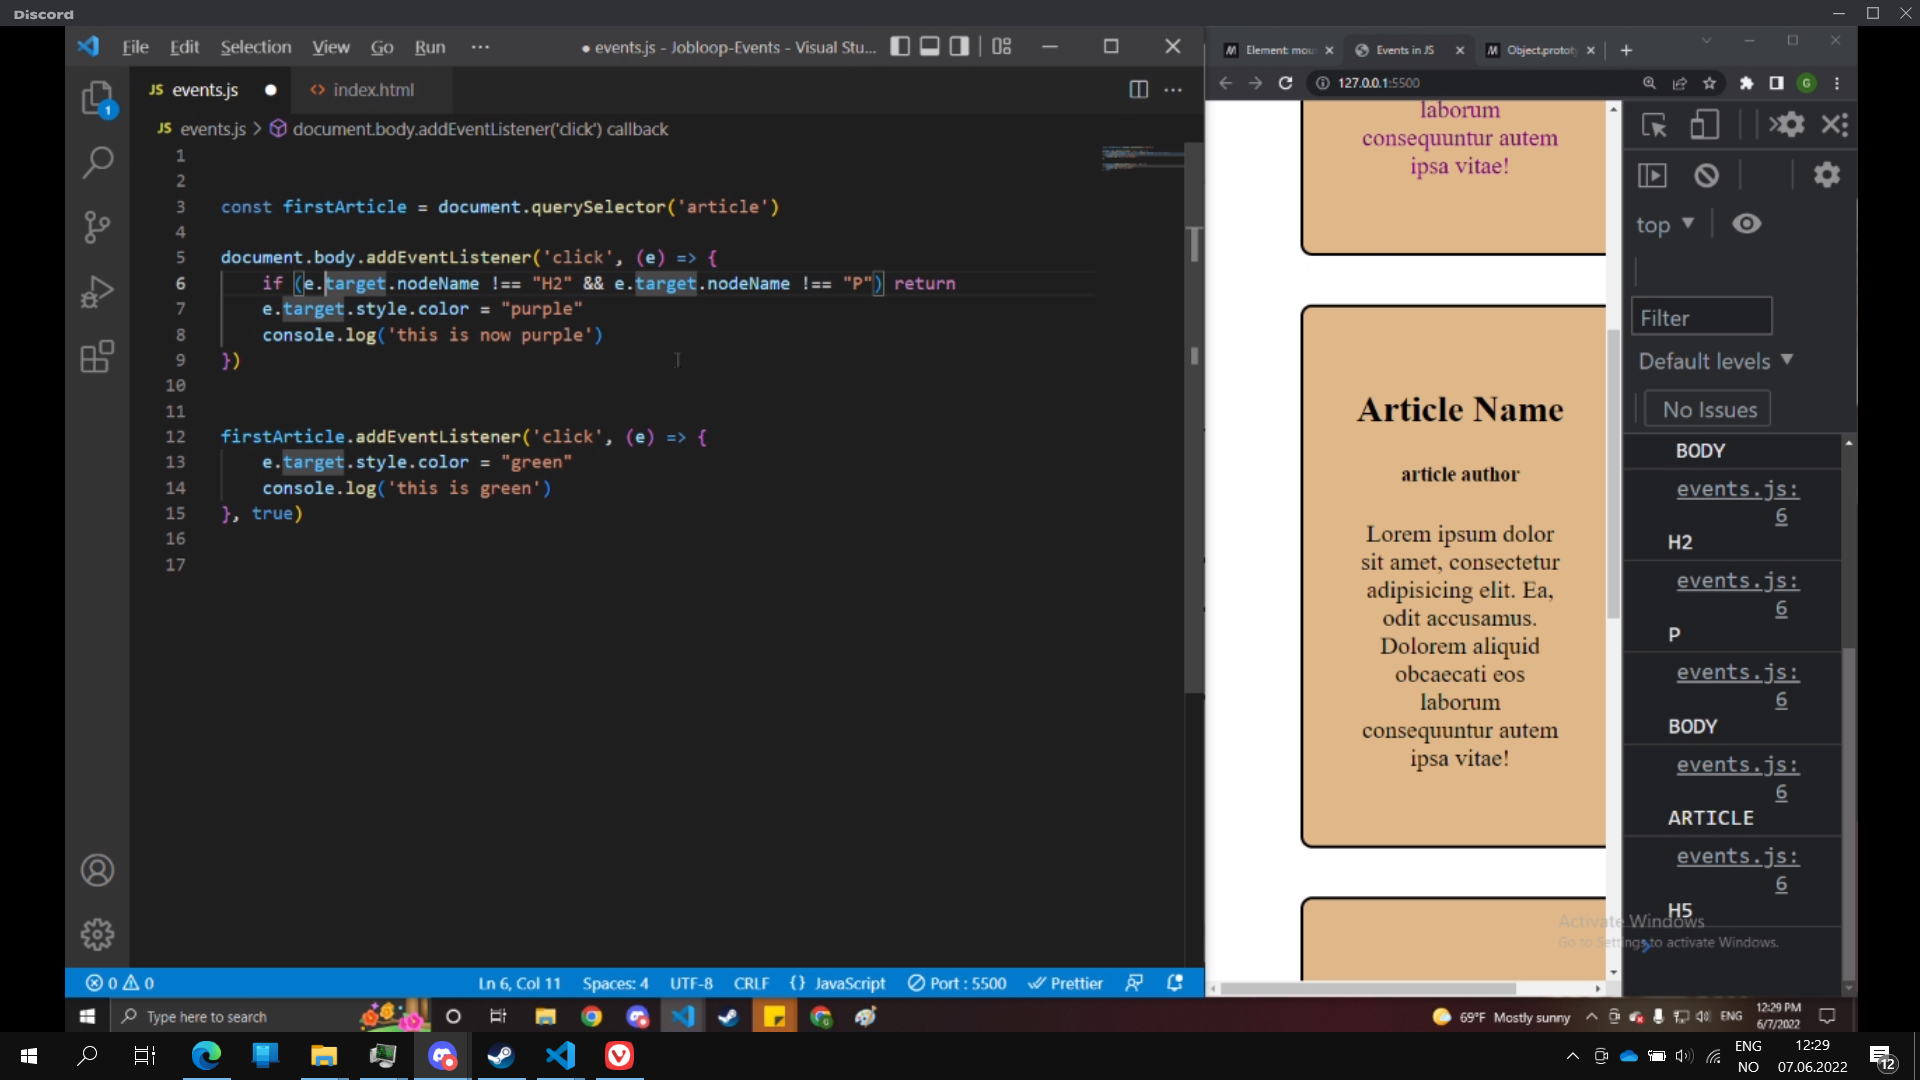 Discord
File Edit Selection View Go Run ···
● events.js - Jobloop-Events - Visual Stu...
JS events.js ●
<> index.html
JS events.js > document.body.addEventListener('click') callback
1
2
3 const firstArticle = document.querySelector('article')
4
5 document.body.addEventListener('click', (e) => {
6 if (e.target.nodeName !== "H2" && e.target.nodeName !== "P") return
7 e.target.style.color = "purple"
8 console.log('this is now purple')
9 })
10
11
12 firstArticle.addEventListener('click', (e) => {
13 e.target.style.color = "green"
14 console.log('this is green')
15 }, true)
16
17
1
0 0
Ln 6, Col 11
Spaces: 4
UTF-8
CRLF
{} JavaScript
Port : 5500
Prettier
Element: mou
Events in JS
Object.protot
127.0.0.1:5500
G
laborum
consequuntur autem
ipsa vitae!
Article Name
article author
Lorem ipsum dolor
sit amet, consectetur
adipisicing elit. Ea,
odit accusamus.
Dolorem aliquid
obcaecati eos
laborum
consequuntur autem
ipsa vitae!
top
Filter
Default levels
No Issues
BODY
events.js:
6
H2
events.js:
6
P
events.js:
6
BODY
events.js:
6
ARTICLE
events.js:
6
H5
Activate Windows
Go to Settings to activate Windows.
Type here to search
69°F Mostly sunny
ENG
12:29 PM
6/7/2022
ENG
NO
12:29
07.06.2022
12